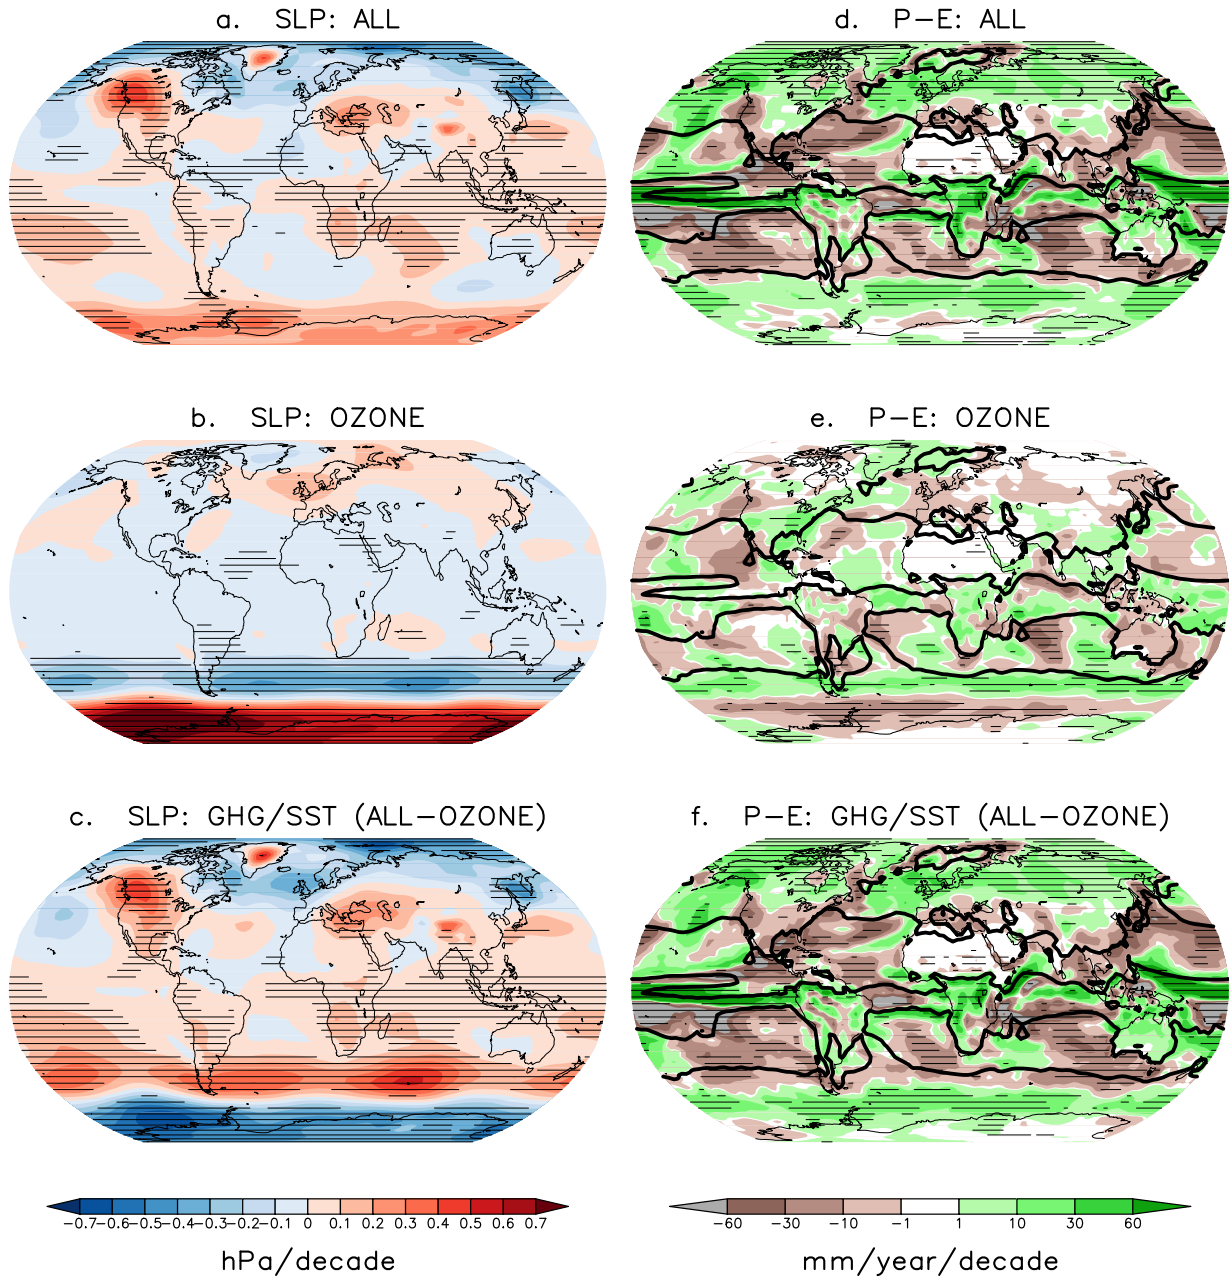 a. SLP: ALL
d. P−E: ALL
b. SLP: OZONE
e. P−E: OZONE
c. SLP: GHG/SST (ALL−OZONE)
f. P−E: GHG/SST (ALL−OZONE)
−0.7 −0.6 −0.5 −0.4 −0.3 −0.2 −0.1 0 0.1 0.2 0.3 0.4 0.5 0.6 0.7
−60 −30 −10 −1 1 10 30 60
hPa/decade
mm/year/decade